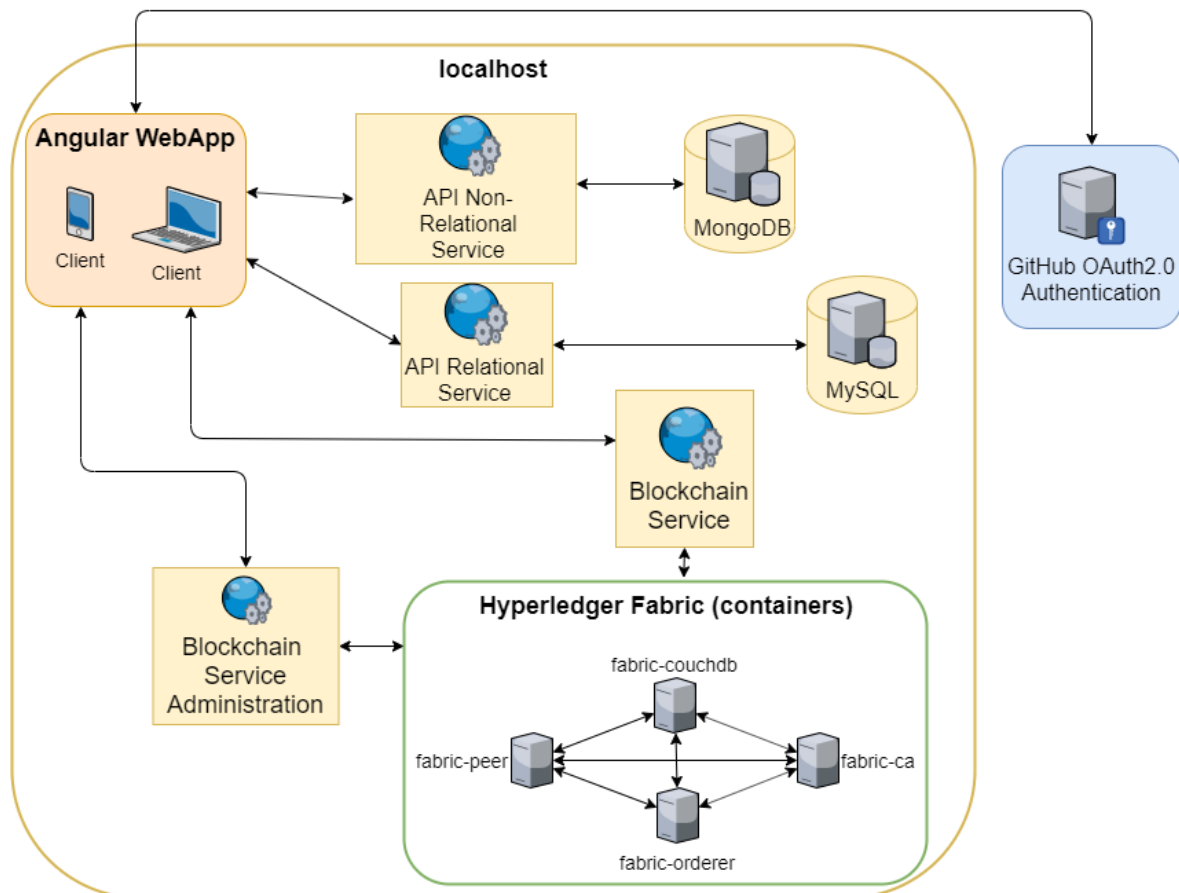 localhost
Angular WebApp
Client
Client
API Non-
Relational
Service
MongoDB
GitHub OAuth2.0
Authentication
API Relational
Service
MySQL
Blockchain
Service
Blockchain
Service
Administration
Hyperledger Fabric (containers)
fabric-couchdb
fabric-peer
fabric-ca
fabric-orderer